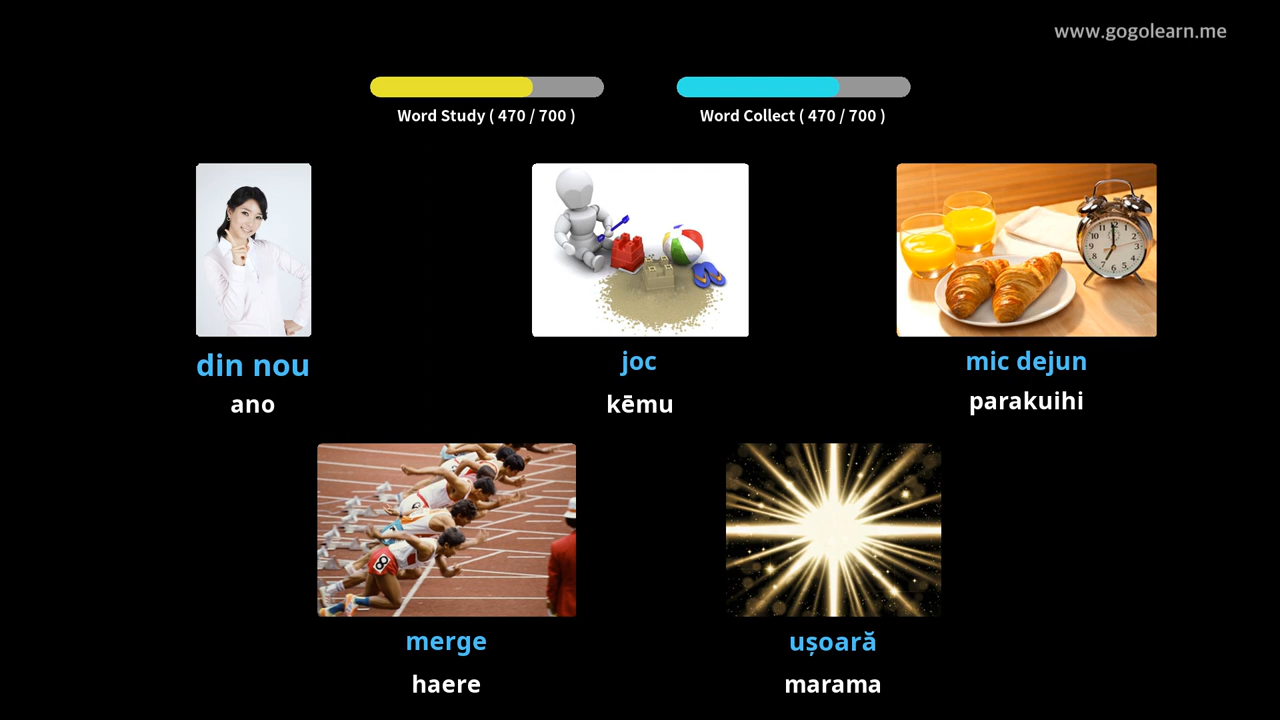 www.gogolearn.me
Word Study ( 470 / 700 )
Word Collect ( 470 / 700 )
din nou
ano
joc
kēmu
mic dejun
parakuihi
merge
haere
ușoară
marama